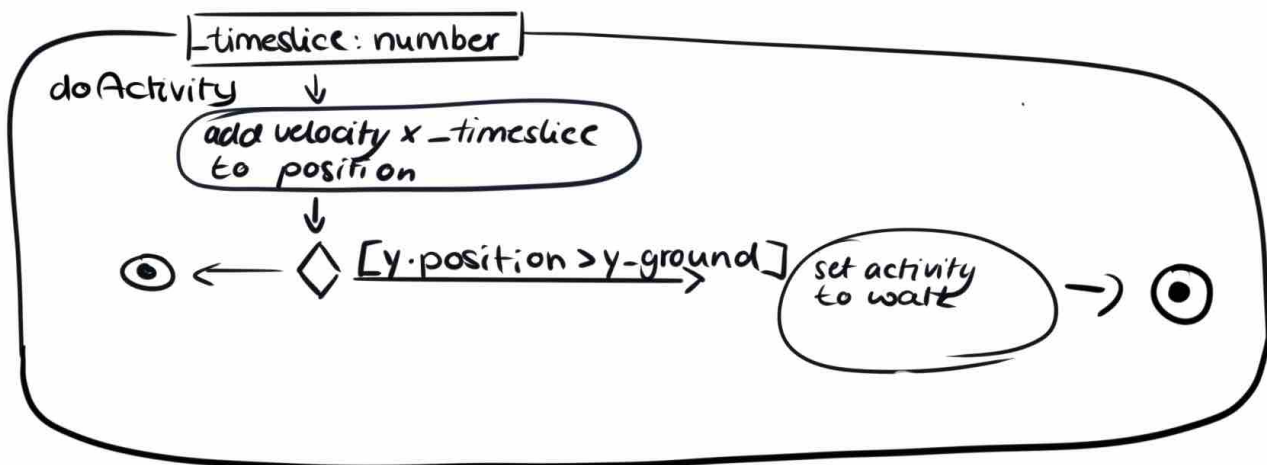 _timeslice: number
doActivity
add velocity x _timeslice
to position
[y.position > y-ground]
set activity
to walk